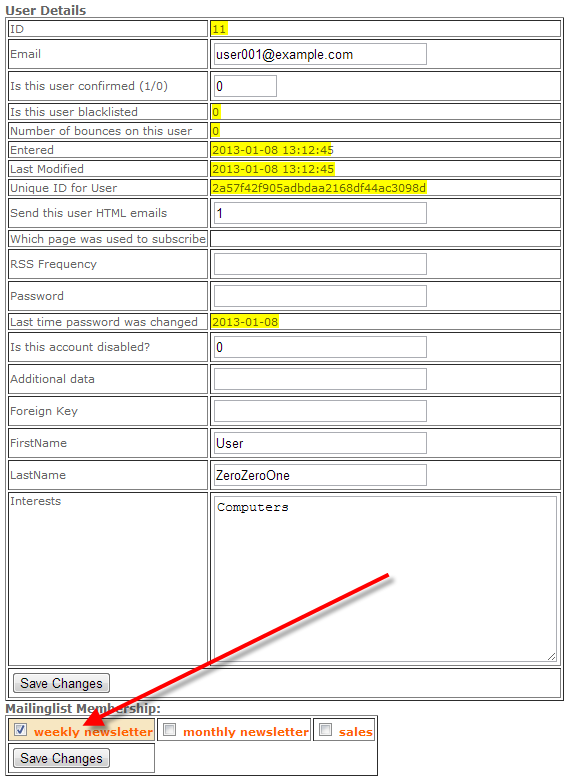 User Details
ID 11
Email user001@example.com
Is this user confirmed (1/0) 0
Is this user blacklisted 0
Number of bounces on this user 0
Entered 2013-01-08 13:12:45
Last Modified 2013-01-08 13:12:45
Unique ID for User 2a57f42f905adbdaa2168df44ac3098d
Send this user HTML emails 1
Which page was used to subscribe
RSS Frequency
Password
Last time password was changed 2013-01-08
Is this account disabled? 0
Additional data
Foreign Key
FirstName User
LastName ZeroZeroOne
Interests Computers
Save Changes
Mailinglist Membership:
weekly newsletter monthly newsletter sales
Save Changes